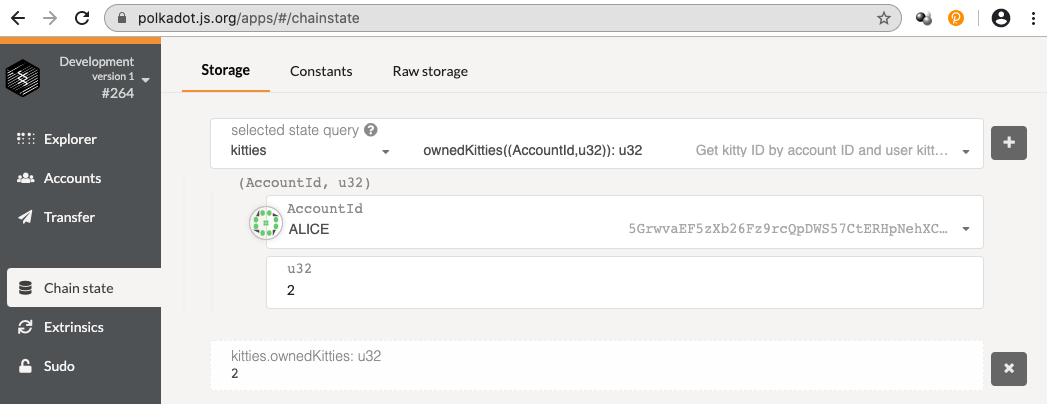 polkadot.js.org/apps/#/chainstate
Development
version 1
#264
Explorer
Accounts
Transfer
Chain state
Extrinsics
Sudo
Storage Constants Raw storage
selected state query ?
kitties ownedKitties((AccountId,u32)): u32 Get kitty ID by account ID and user kitt…
(AccountId, u32)
AccountId
ALICE 5GrwvaEF5zXb26Fz9rcQpDWS57CtERHpNehXC…
u32
2
kitties.ownedKitties: u32
2